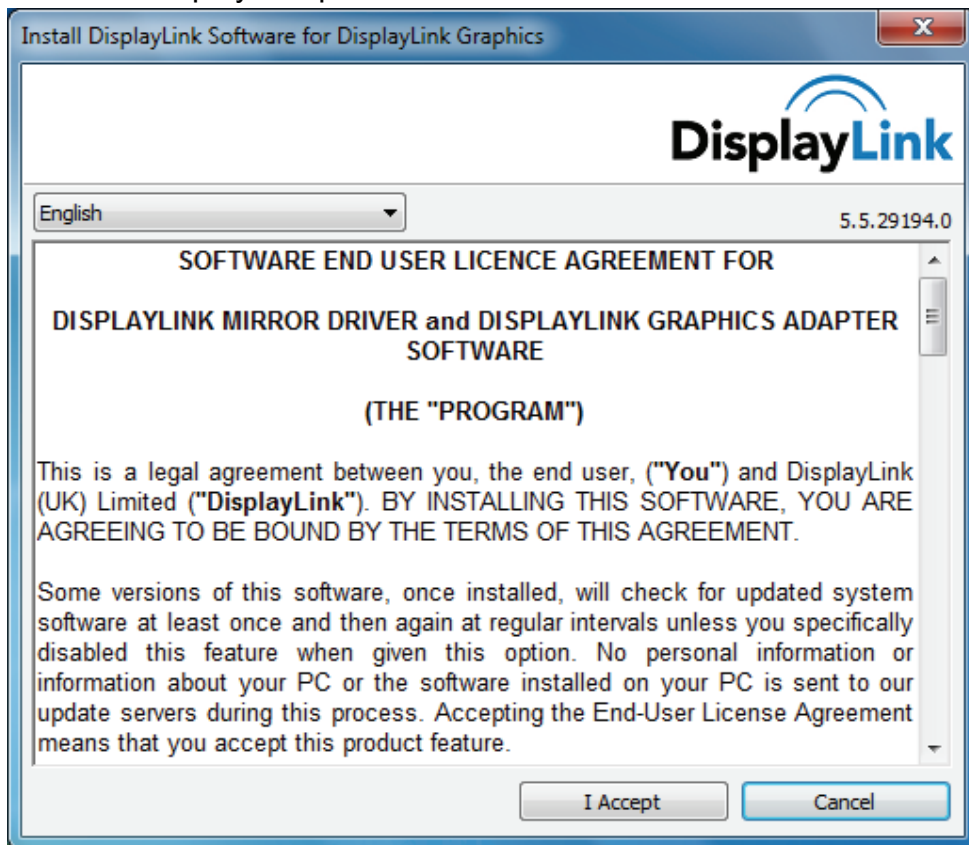 Install DisplayLink Software for DisplayLink Graphics
x
DisplayLink
English
5.5.29194.0
SOFTWARE END USER LICENCE AGREEMENT FOR
DISPLAYLINK MIRROR DRIVER and DISPLAYLINK GRAPHICS ADAPTER
SOFTWARE
(THE "PROGRAM")
This is a legal agreement between you, the end user, ("You") and DisplayLink
(UK) Limited ("DisplayLink"). BY INSTALLING THIS SOFTWARE, YOU ARE
AGREEING TO BE BOUND BY THE TERMS OF THIS AGREEMENT.
Some versions of this software, once installed, will check for updated system
software at least once and then again at regular intervals unless you specifically
disabled this feature when given this option. No personal information or
information about your PC or the software installed on your PC is sent to our
update servers during this process. Accepting the End-User License Agreement
means that you accept this product feature.
I Accept
Cancel